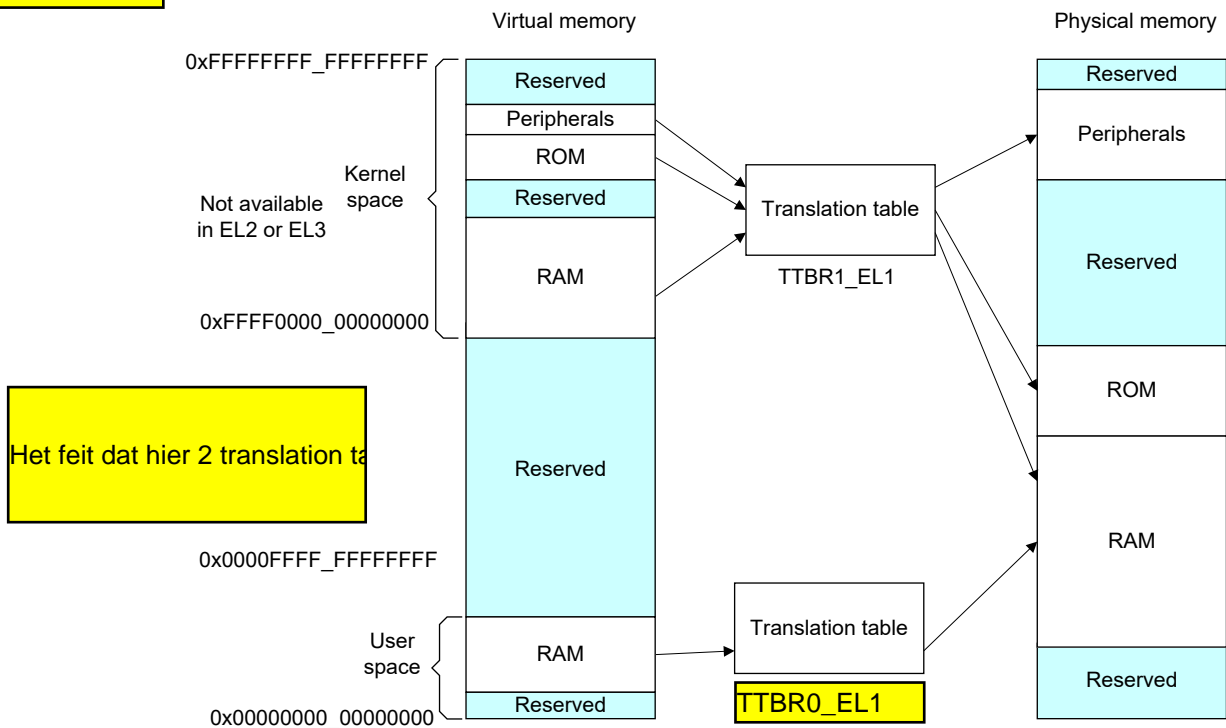 Virtual memory
Physical memory
0xFFFFFFFF_FFFFFFFF
Reserved
Peripherals
ROM
Reserved
RAM
Kernel
space
Not available
in EL2 or EL3
0xFFFF0000_00000000
Translation table
TTBR1_EL1
Reserved
Peripherals
Reserved
ROM
RAM
Reserved
Het feit dat hier 2 translation
Reserved
0x0000FFFF_FFFFFFFF
User
space
RAM
Reserved
0x00000000_00000000
Translation table
TTBR0_EL1